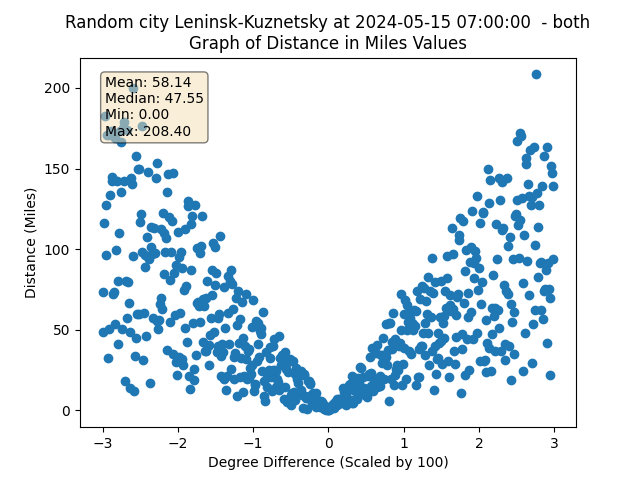 Random city Leninsk-Kuznetsky at 2024-05-15 07:00:00  - both
Graph of Distance in Miles Values
Mean: 58.14
Median: 47.55
Min: 0.00
Max: 208.40
Distance (Miles)
200
150
100
50
0
−3 −2 −1 0 1 2 3
Degree Difference (Scaled by 100)